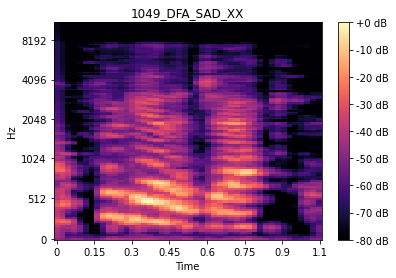 1049_DFA_SAD_XX
Hz
8192
4096
2048
1024
512
0
0
0.15
0.3
0.45
0.6
0.75
0.9
1.1
Time
+0 dB
-10 dB
-20 dB
-30 dB
-40 dB
-50 dB
-60 dB
-70 dB
-80 dB